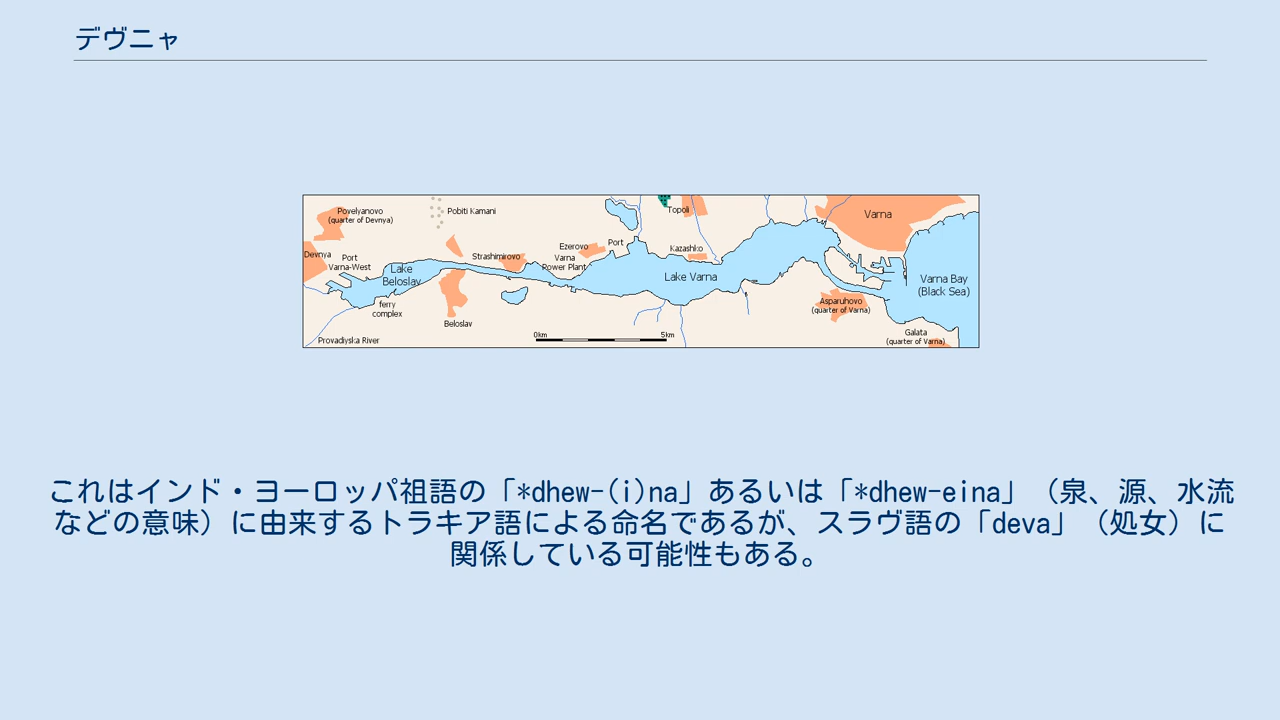 デヴニャ
Povelyanovo
(quarter of Devnya)
Pobiti Kamani
Topoli
Varna
Devnya
Port
Varna-West
Lake
Beloslav
Strashimirovo
Ezerovo
Port
Varna
Power Plant
Kazashko
Lake Varna
Varna Bay
(Black Sea)
ferry
complex
Beloslav
Asparuhovo
(quarter of Varna)
Provadiyska River
0km
5km
Galata
(quarter of Varna)
これはインド・ヨーロッパ祖語の「*dhew-(i)na」あるいは「*dhew-eina」（泉、源、水流
などの意味）に由来するトラキア語による命名であるが、スラヴ語の「deva」（処女）に
関係している可能性もある。